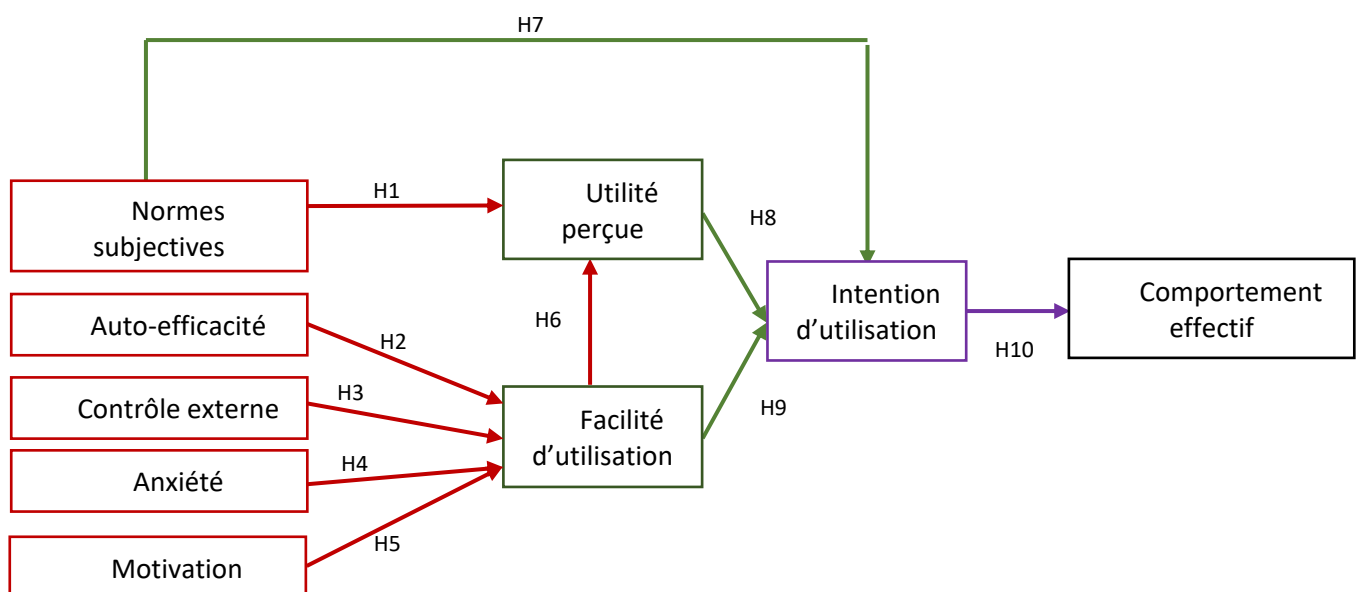 H7
Normes
subjectives
H1
Utilité
perçue
H8
Intention
d’utilisation
H10
Comportement
effectif
Auto-efficacité
H2
H6
Contrôle externe
H3
Facilité
d’utilisation
H9
Anxiété
H4
Motivation
H5